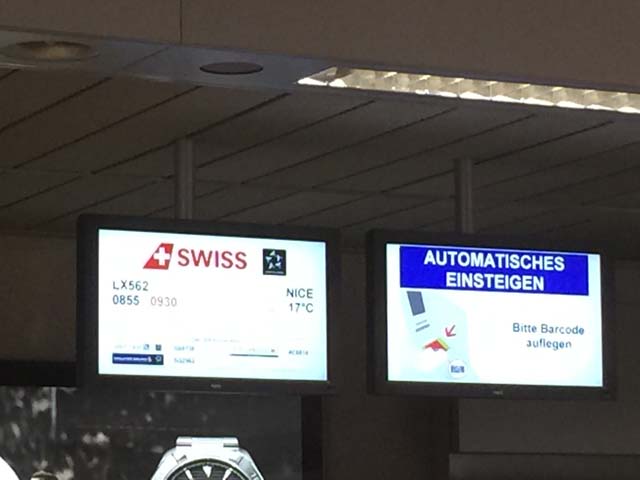 SWISS
LX562
0855 0930
NICE
17°C
AUTOMATISCHES
EINSTEIGEN
Bitte Barcode
auflegen